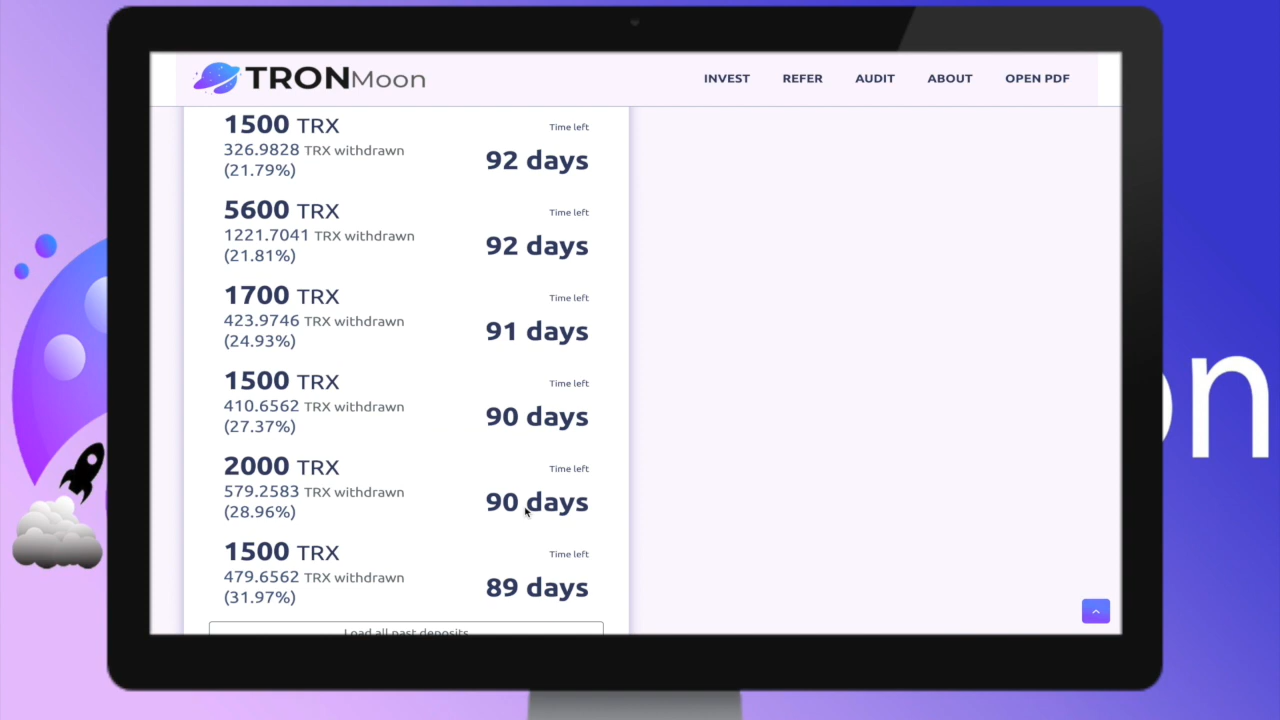 TRONMoon
INVEST
REFER
AUDIT
ABOUT
OPEN PDF
1500 TRX
326.9828 TRX withdrawn
(21.79%)
Time left
92 days
5600 TRX
1221.7041 TRX withdrawn
(21.81%)
Time left
92 days
1700 TRX
423.9746 TRX withdrawn
(24.93%)
Time left
91 days
1500 TRX
410.6562 TRX withdrawn
(27.37%)
Time left
90 days
2000 TRX
579.2583 TRX withdrawn
(28.96%)
Time left
90 days
1500 TRX
479.6562 TRX withdrawn
(31.97%)
Time left
89 days
Load all past deposits
on